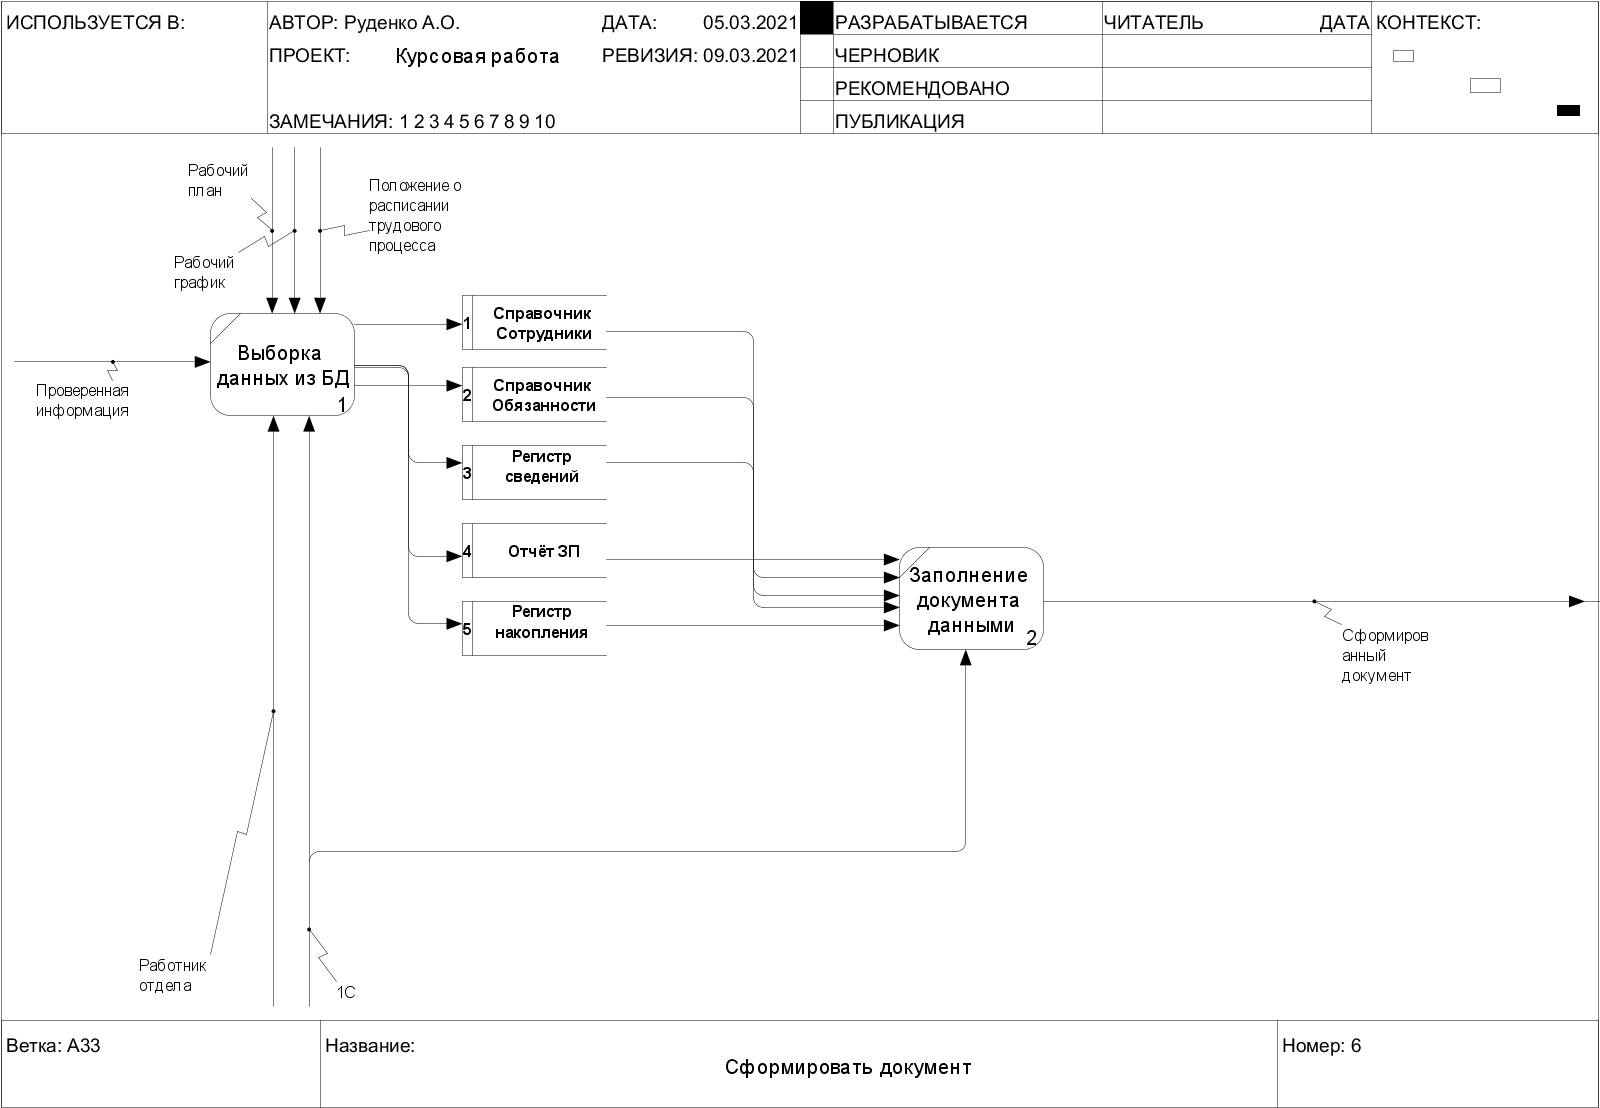 ИСПОЛЬЗУЕТСЯ В:
АВТОР: Руденко А.О.
ДАТА: 05.03.2021
ПРОЕКТ: Курсовая работа
РЕВИЗИЯ: 09.03.2021
ЗАМЕЧАНИЯ: 1 2 3 4 5 6 7 8 9 10
РАЗРАБАТЫВАЕТСЯ
ЧЕРНОВИК
РЕКОМЕНДОВАНО
ПУБЛИКАЦИЯ
ЧИТАТЕЛЬ ДАТА
КОНТЕКСТ:
Рабочий
план
Рабочий
график
Положение о
расписании
трудового
процесса
Проверенная
информация
Выборка
данных из БД
1
1
Справочник
Сотрудники
2
Справочник
Обязанности
3
Регистр
сведений
4
Отчёт ЗП
5
Регистр
накопления
Заполнение
документа
данными
2
Сформиров
анный
документ
Работник
отдела
1С
Ветка: A33
Название:
Сформировать документ
Номер: 6